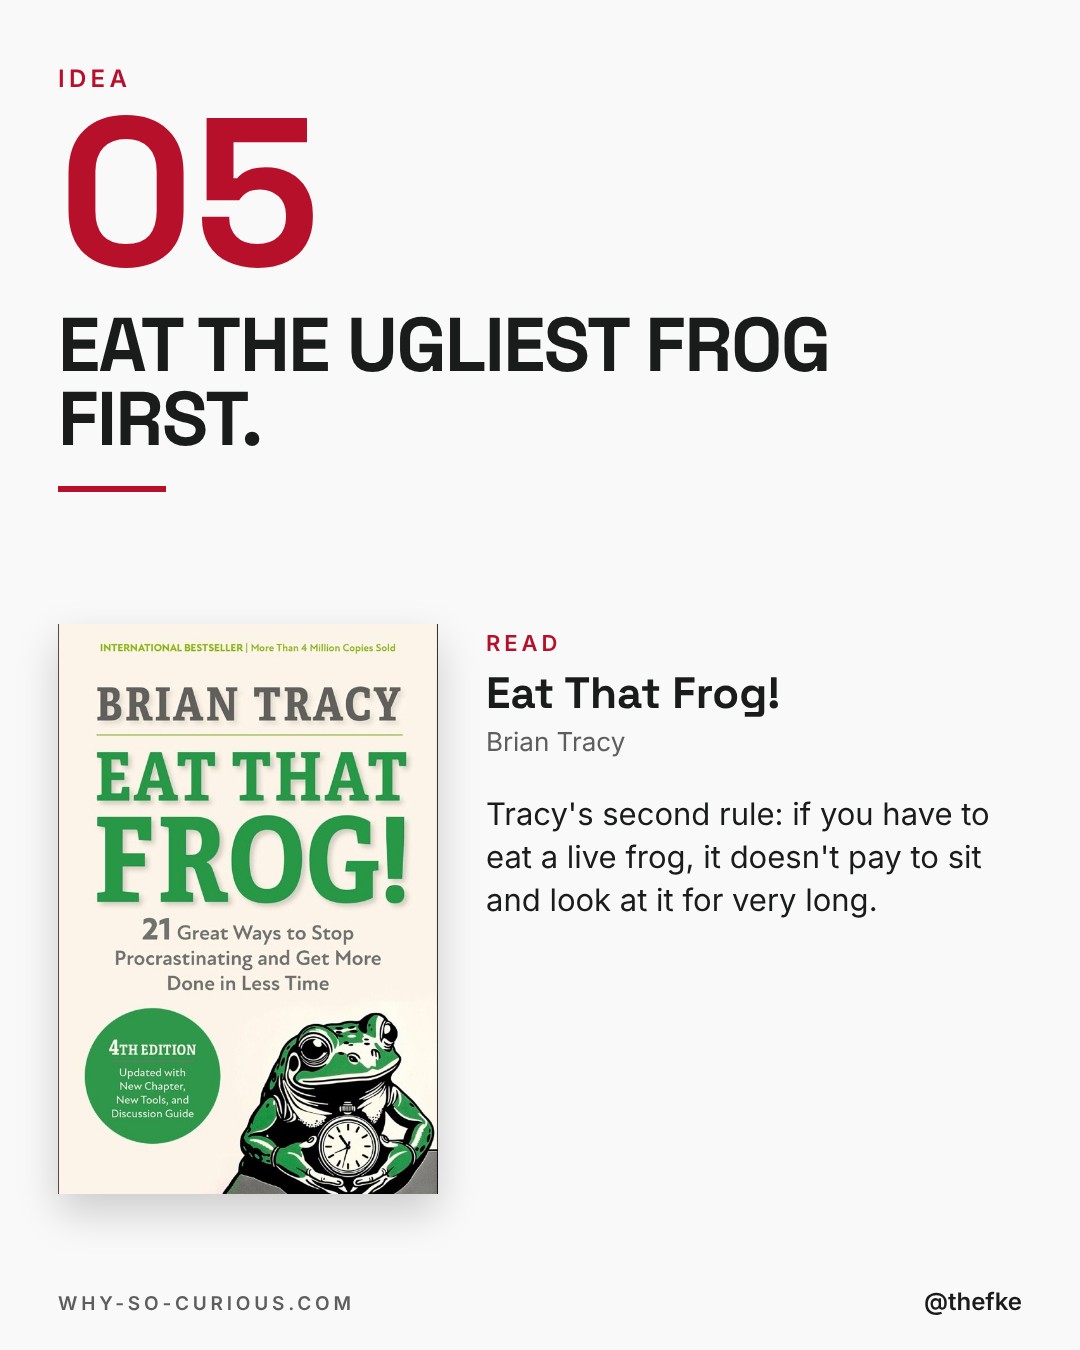 IDEA
05
EAT THE UGLIEST FROG
FIRST.
INTERNATIONAL BESTSELLER | More Than 4 Million Copies Sold
BRIAN TRACY
EAT THAT
FROG!
21 Great Ways to Stop
Procrastinating and Get More
Done in Less Time
4TH EDITION
Updated with
New Chapter,
New Tools, and
Discussion Guide
READ
Eat That Frog!
Brian Tracy
Tracy's second rule: if you have to
eat a live frog, it doesn't pay to sit
and look at it for very long.
WHY-SO-CURIOUS.COM
@thefke